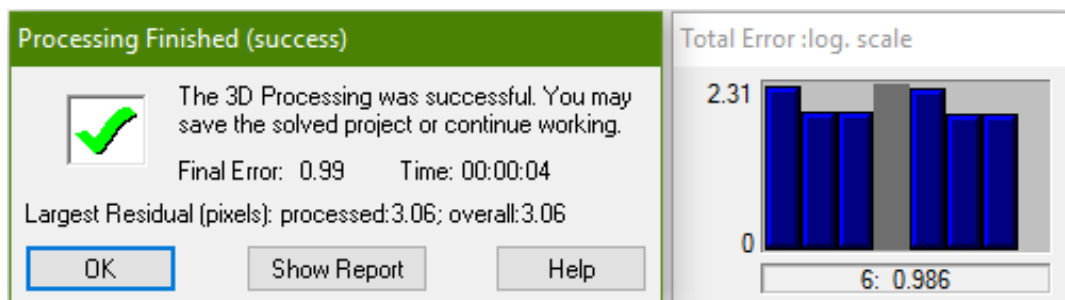 Processing Finished (success)
The 3D Processing was successful. You may
save the solved project or continue working.
Final Error: 0.99 Time: 00:00:04
Largest Residual (pixels): processed:3.06; overall:3.06
OK Show Report Help
Total Error :log. scale
2.31
0
6: 0.986